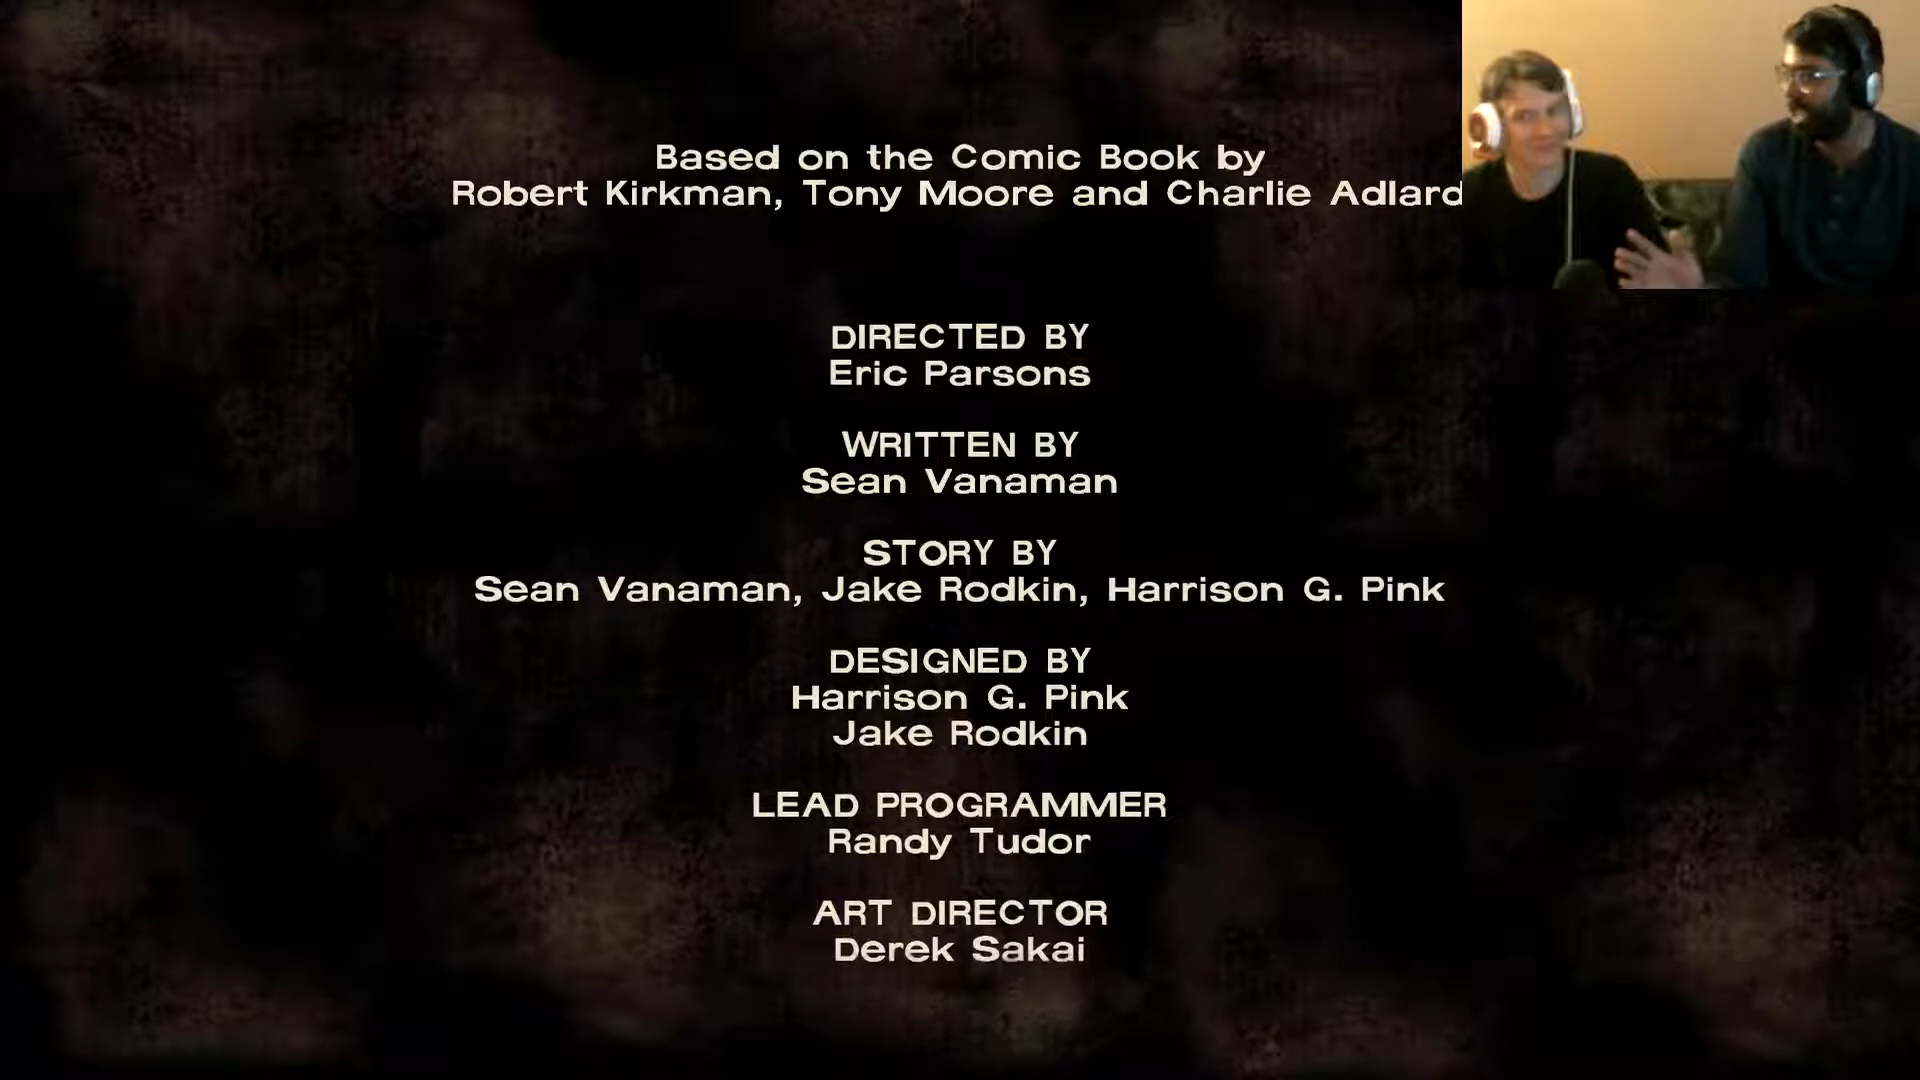 Based on the Comic Book by
Robert Kirkman, Tony Moore and Charlie Adlard
DIRECTED BY
Eric Parsons
WRITTEN BY
Sean Vanaman
STORY BY
Sean Vanaman, Jake Rodkin, Harrison G. Pink
DESIGNED BY
Harrison G. Pink
Jake Rodkin
LEAD PROGRAMMER
Randy Tudor
ART DIRECTOR
Derek Sakai